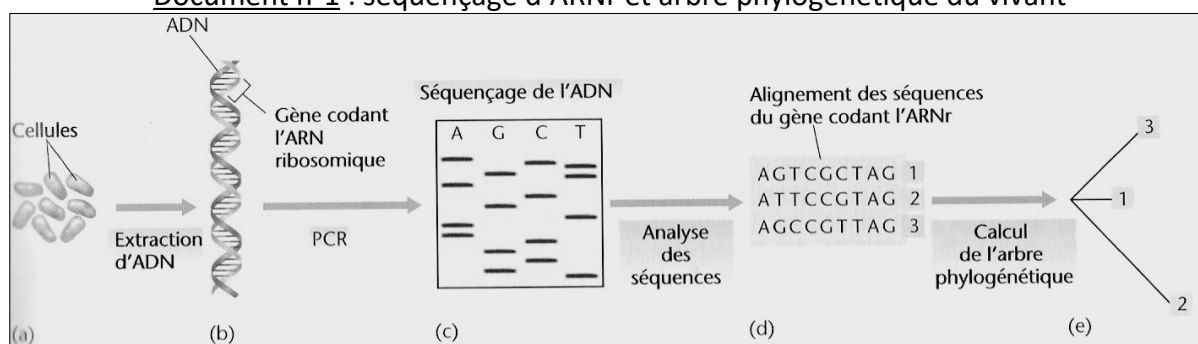 Document n°1 : séquençage d'ARNr et arbre phylogénétique du vivant
ADN
Cellules
Gène codant
l'ARN
ribosomique
Séquençage de l'ADN
A G C T
Alignement des séquences
du gène codant l'ARNr
AGTCGCTAG 1
ATTCCGTAG 2
AGCCGTTAG 3
3
1
2
Extraction
d'ADN
PCR
Analyse
des
séquences
Calcul
de l'arbre
phylogénétique
(a) (b) (c) (d) (e)